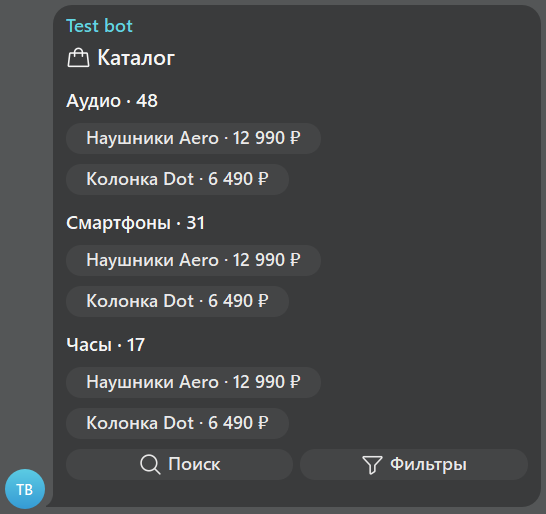 Test bot
Каталог
Аудио · 48
Наушники Aero · 12 990 ₽
Колонка Dot · 6 490 ₽
Смартфоны · 31
Наушники Aero · 12 990 ₽
Колонка Dot · 6 490 ₽
Часы · 17
Наушники Aero · 12 990 ₽
Колонка Dot · 6 490 ₽
Поиск
Фильтры
TB